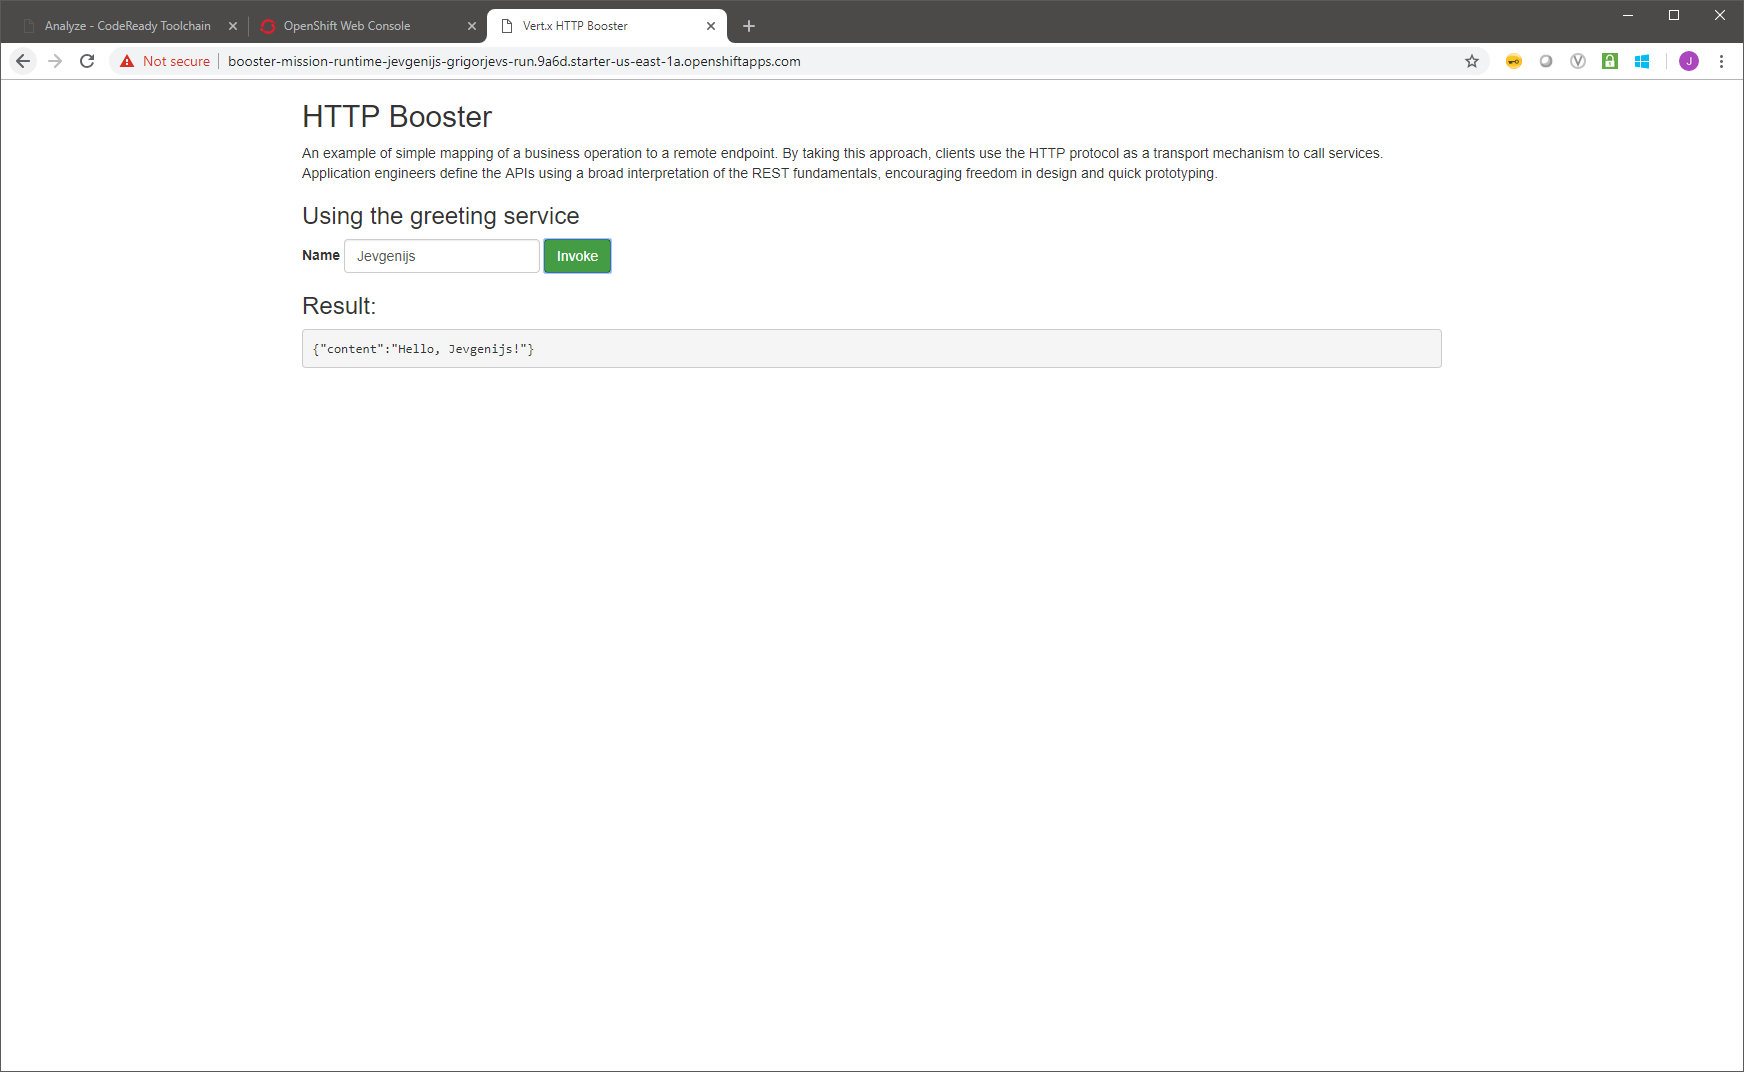 Analyze - CodeReady Toolchain
OpenShift Web Console
Vert.x HTTP Booster
Not secure
booster-mission-runtime-jevgenijs-grigorjevs-run.9a6d.starter-us-east-1a.openshiftapps.com
J
HTTP Booster
An example of simple mapping of a business operation to a remote endpoint. By taking this approach, clients use the HTTP protocol as a transport mechanism to call services.
Application engineers define the APIs using a broad interpretation of the REST fundamentals, encouraging freedom in design and quick prototyping.
Using the greeting service
Name Jevgenijs Invoke
Result:
{"content":"Hello, Jevgenijs!"}